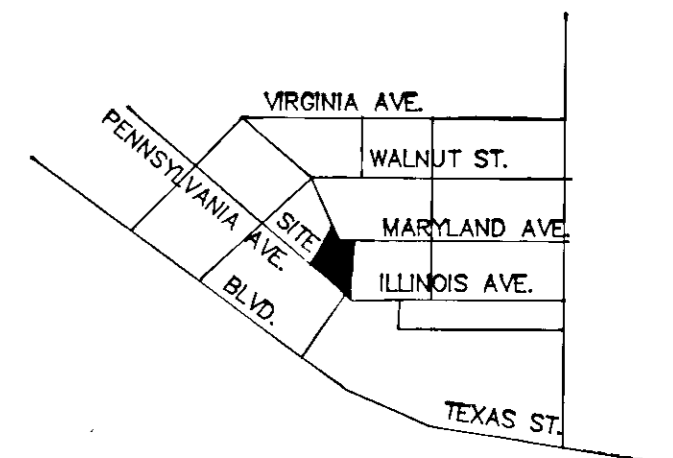 VIRGINIA AVE.
WALNUT ST.
PENNSYLVANIA AVE.
SITE
MARYLAND AVE.
ILLINOIS AVE.
BLVD.
TEXAS ST.